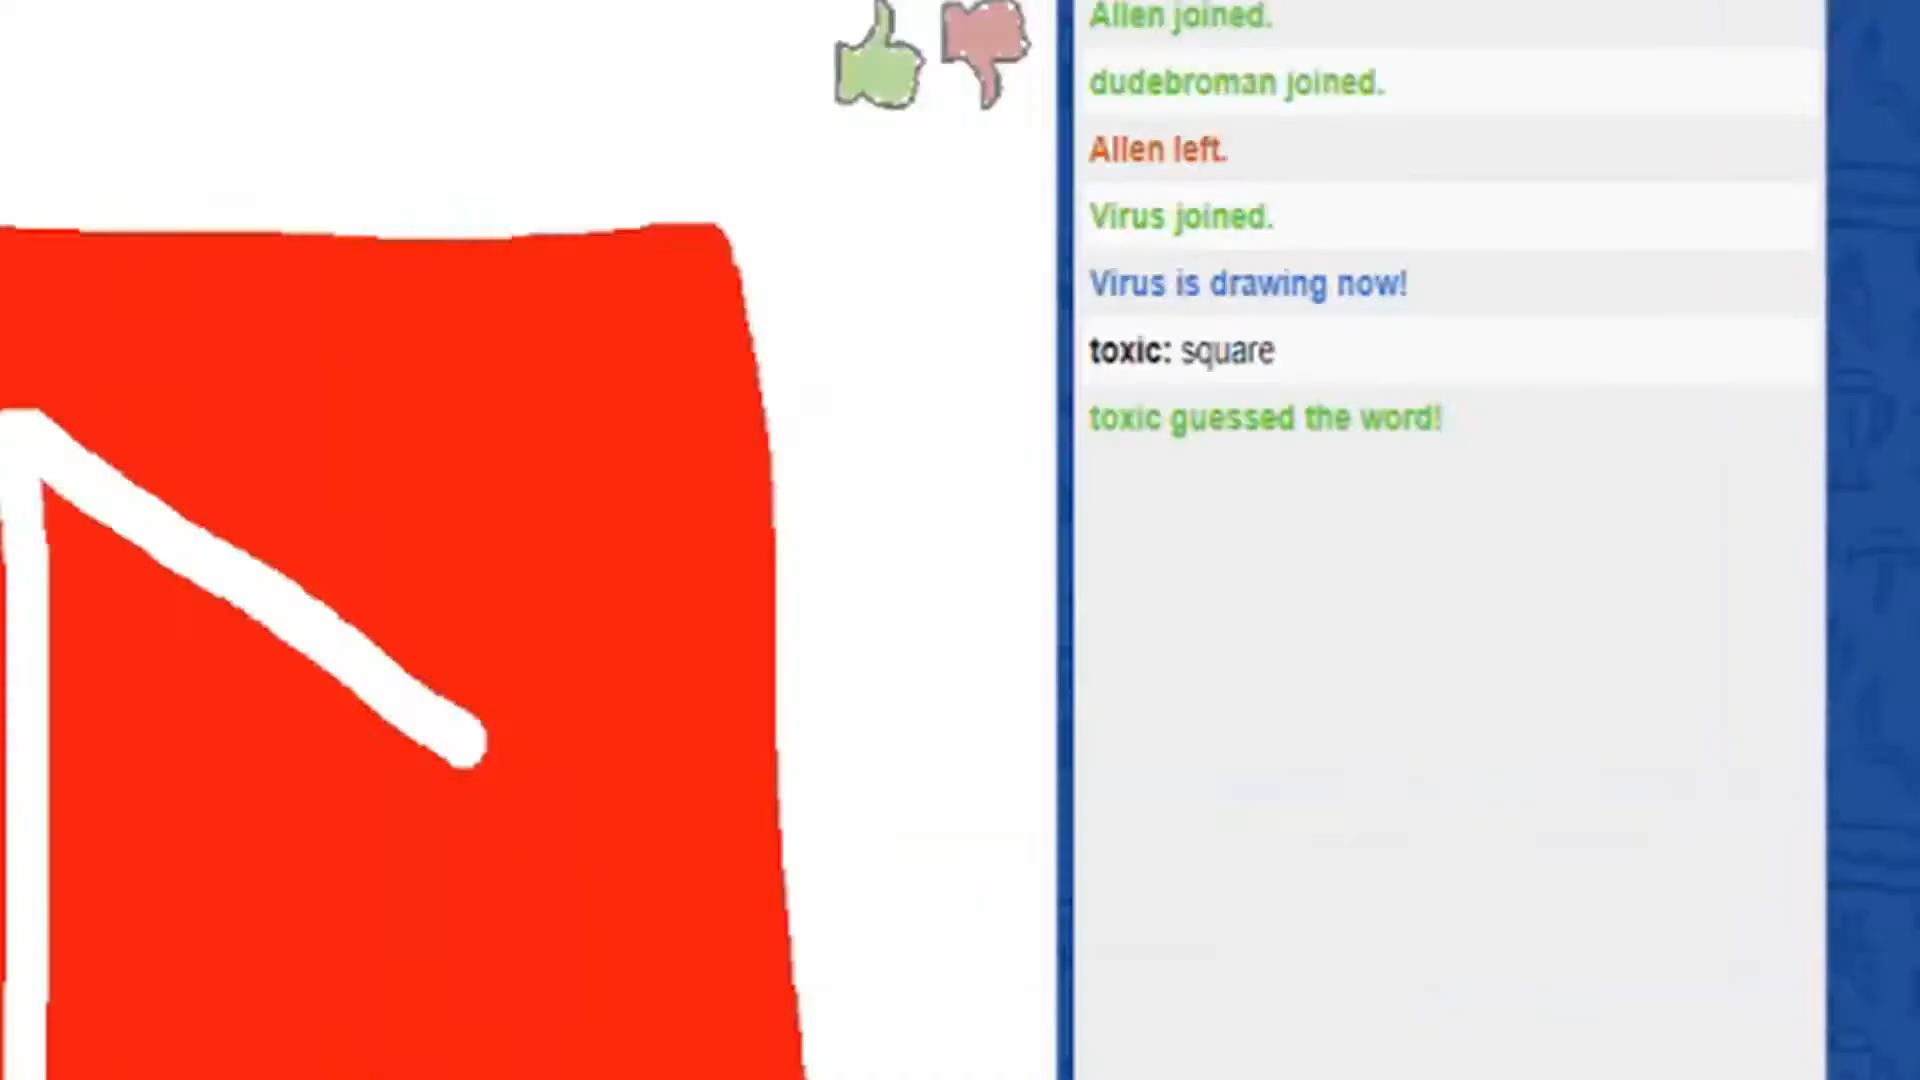 Allen joined.
dudebroman joined.
Allen left.
Virus joined.
Virus is drawing now!
toxic: square
toxic guessed the word!